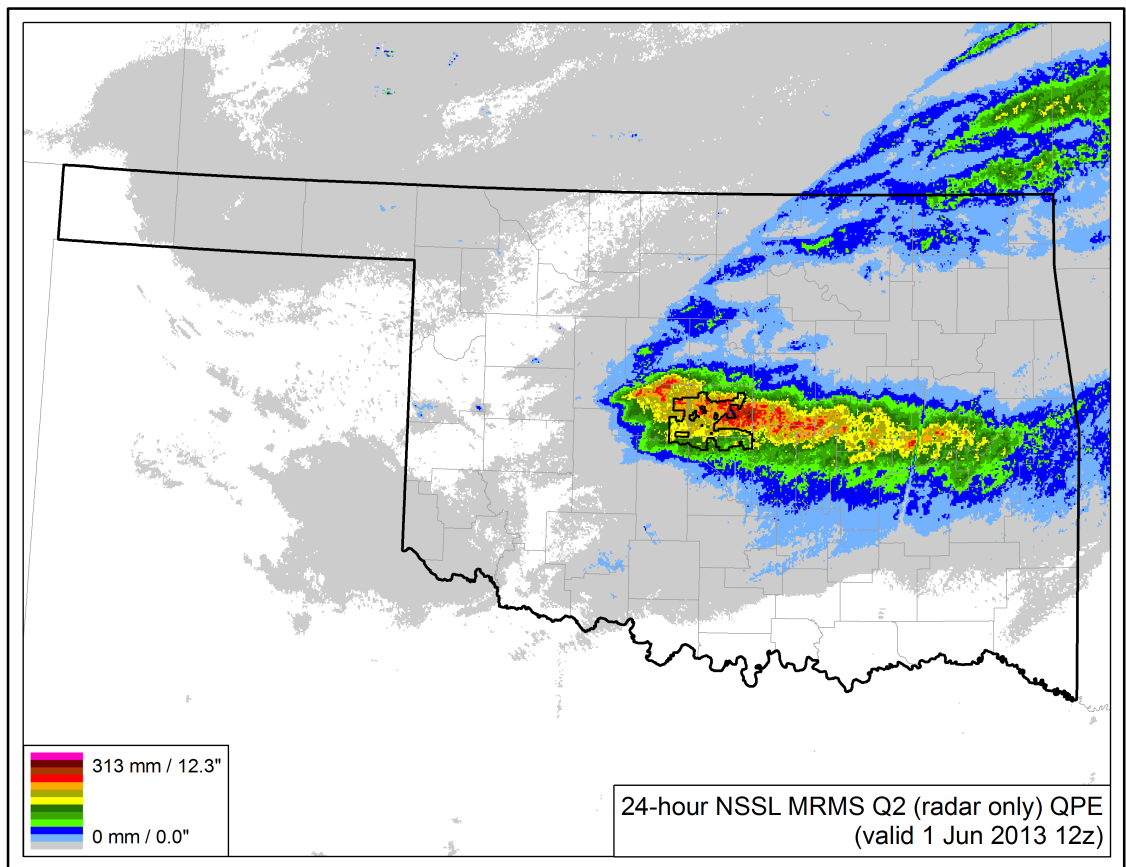 313 mm / 12.3"
0 mm / 0.0"
24-hour NSSL MRMS Q2 (radar only) QPE
(valid 1 Jun 2013 12z)